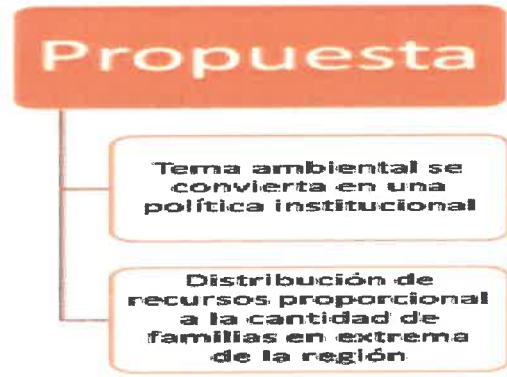 Propuesta
Tema ambiental se
convierta en una
política institucional
Distribución de
recursos proporcional
a la cantidad de
familias en extrema
de la región